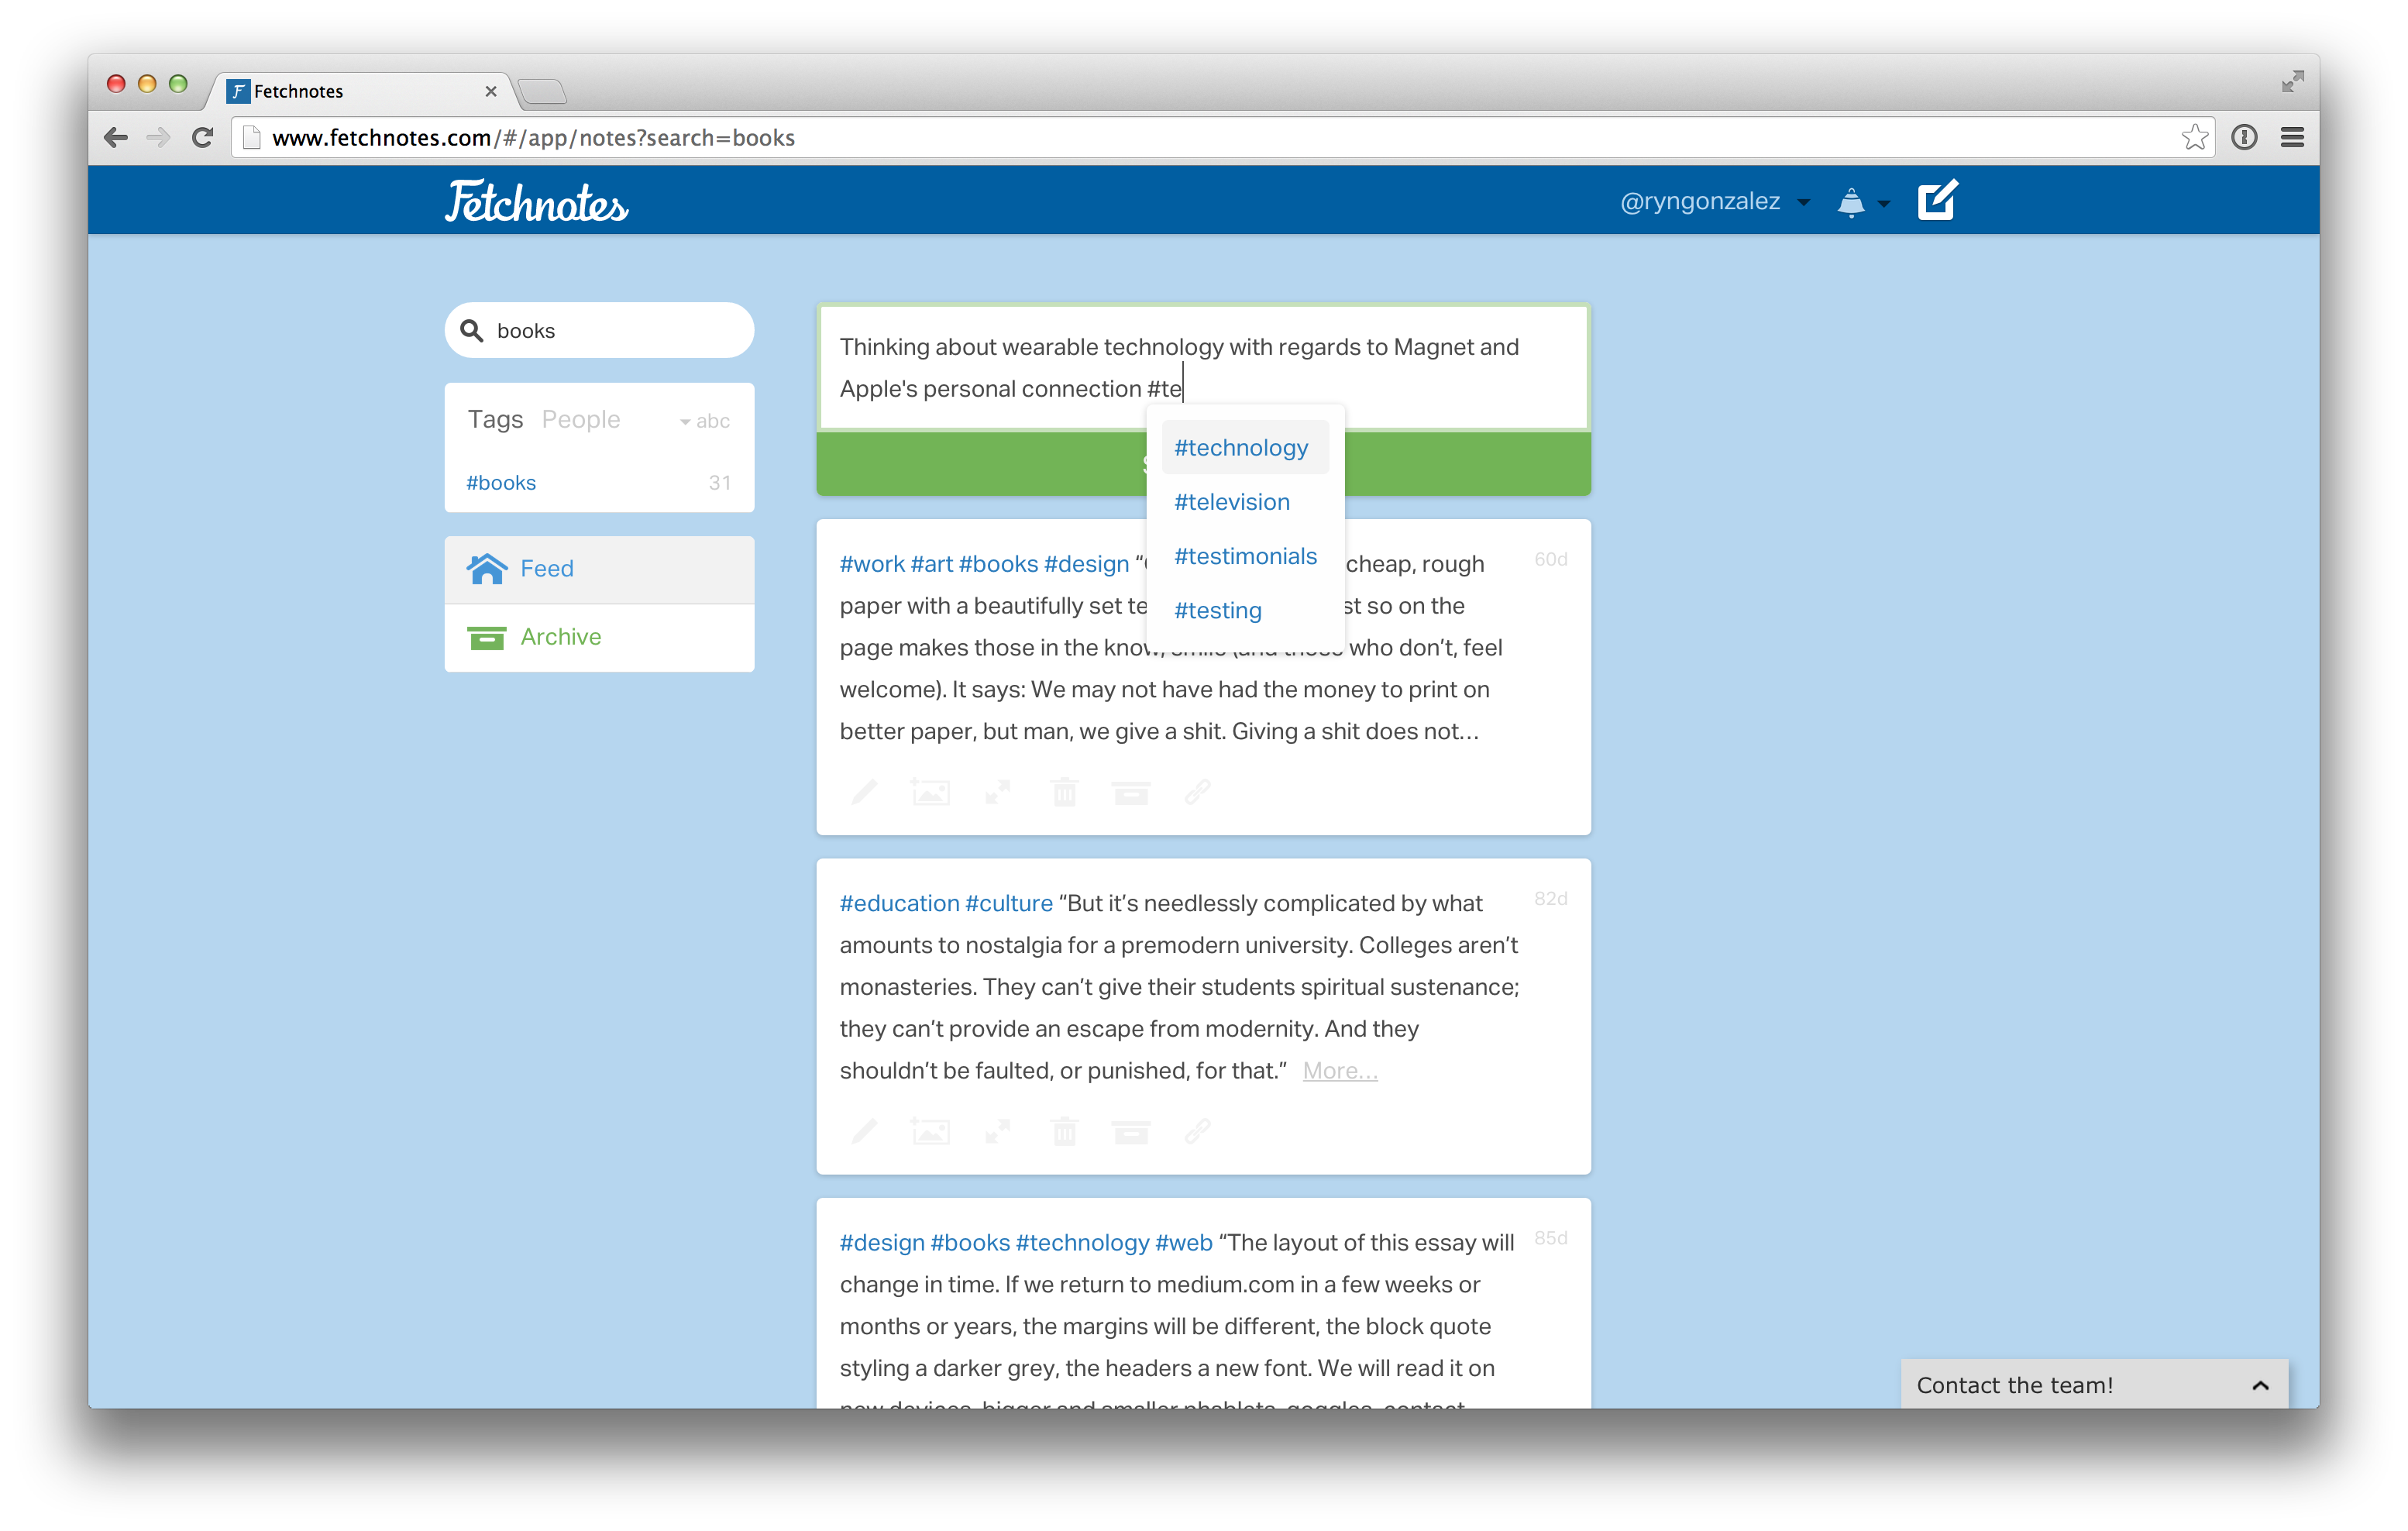 Fetchnotes
www.fetchnotes.com/#/app/notes?search=books
Fetchnotes
@ryngonzalez
books
Tags People abc
#books 31
Feed
Archive
Thinking about wearable technology with regards to Magnet and
Apple's personal connection #te
#technology
#television
#testimonials
#testing
#work #art #books #design “ cheap, rough 60d
paper with a beautifully set st so on the
page makes those in the know, who don’t, feel
welcome). It says: We may not have had the money to print on
better paper, but man, we give a shit. Giving a shit does not…
#education #culture “But it’s needlessly complicated by what 82d
amounts to nostalgia for a premodern university. Colleges aren’t
monasteries. They can’t give their students spiritual sustenance;
they can’t provide an escape from modernity. And they
shouldn’t be faulted, or punished, for that.” More…
#design #books #technology #web “The layout of this essay will 85d
change in time. If we return to medium.com in a few weeks or
months or years, the margins will be different, the block quote
styling a darker grey, the headers a new font. We will read it on
Contact the team!